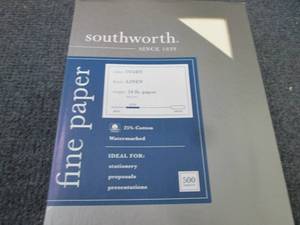 southworth®
SINCE 1839
fine paper
color: IVORY
finish: LINEN
weight: 24 lb. paper
25% Cotton
Watermarked
IDEAL FOR:
stationery
proposals
presentations
500